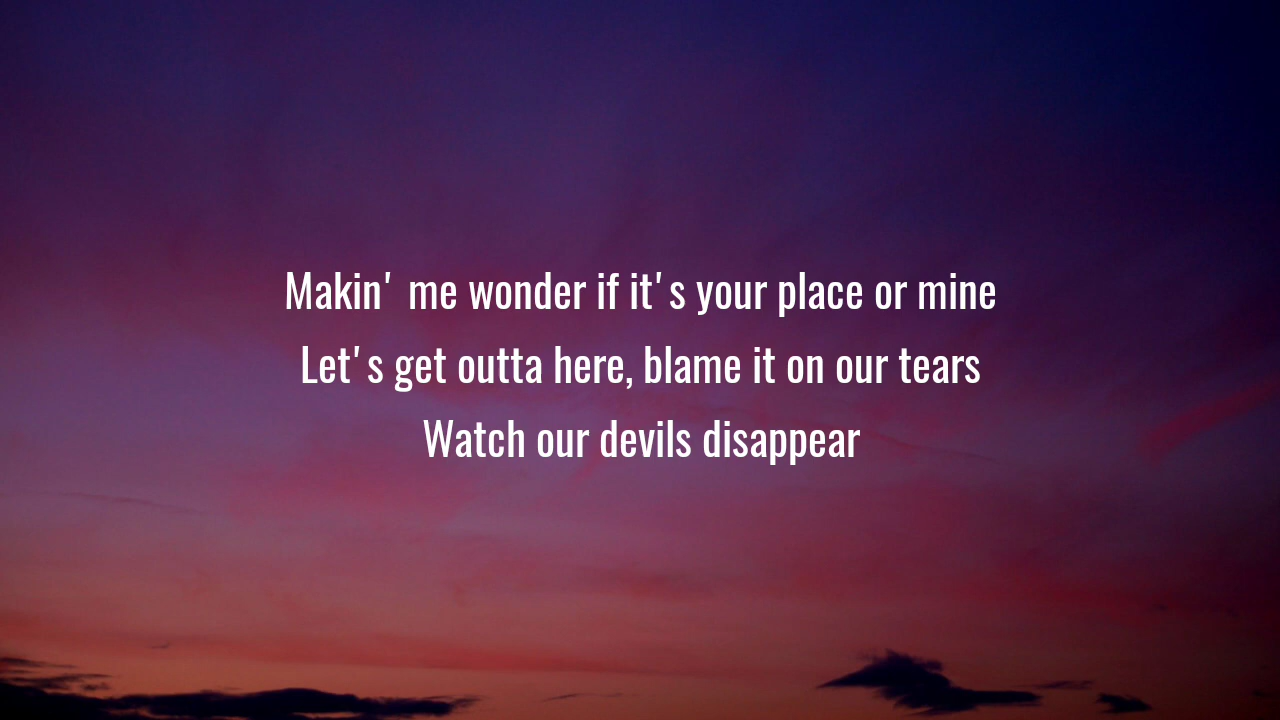 Makin' me wonder if it's your place or mine
Let's get outta here, blame it on our tears
Watch our devils disappear